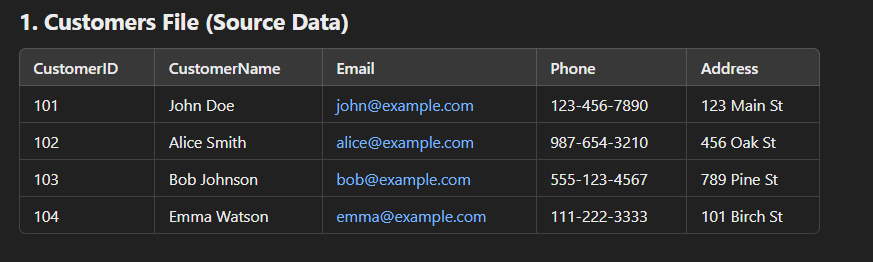 1. Customers File (Source Data)
CustomerID CustomerName Email Phone Address
101 John Doe john@example.com 123-456-7890 123 Main St
102 Alice Smith alice@example.com 987-654-3210 456 Oak St
103 Bob Johnson bob@example.com 555-123-4567 789 Pine St
104 Emma Watson emma@example.com 111-222-3333 101 Birch St